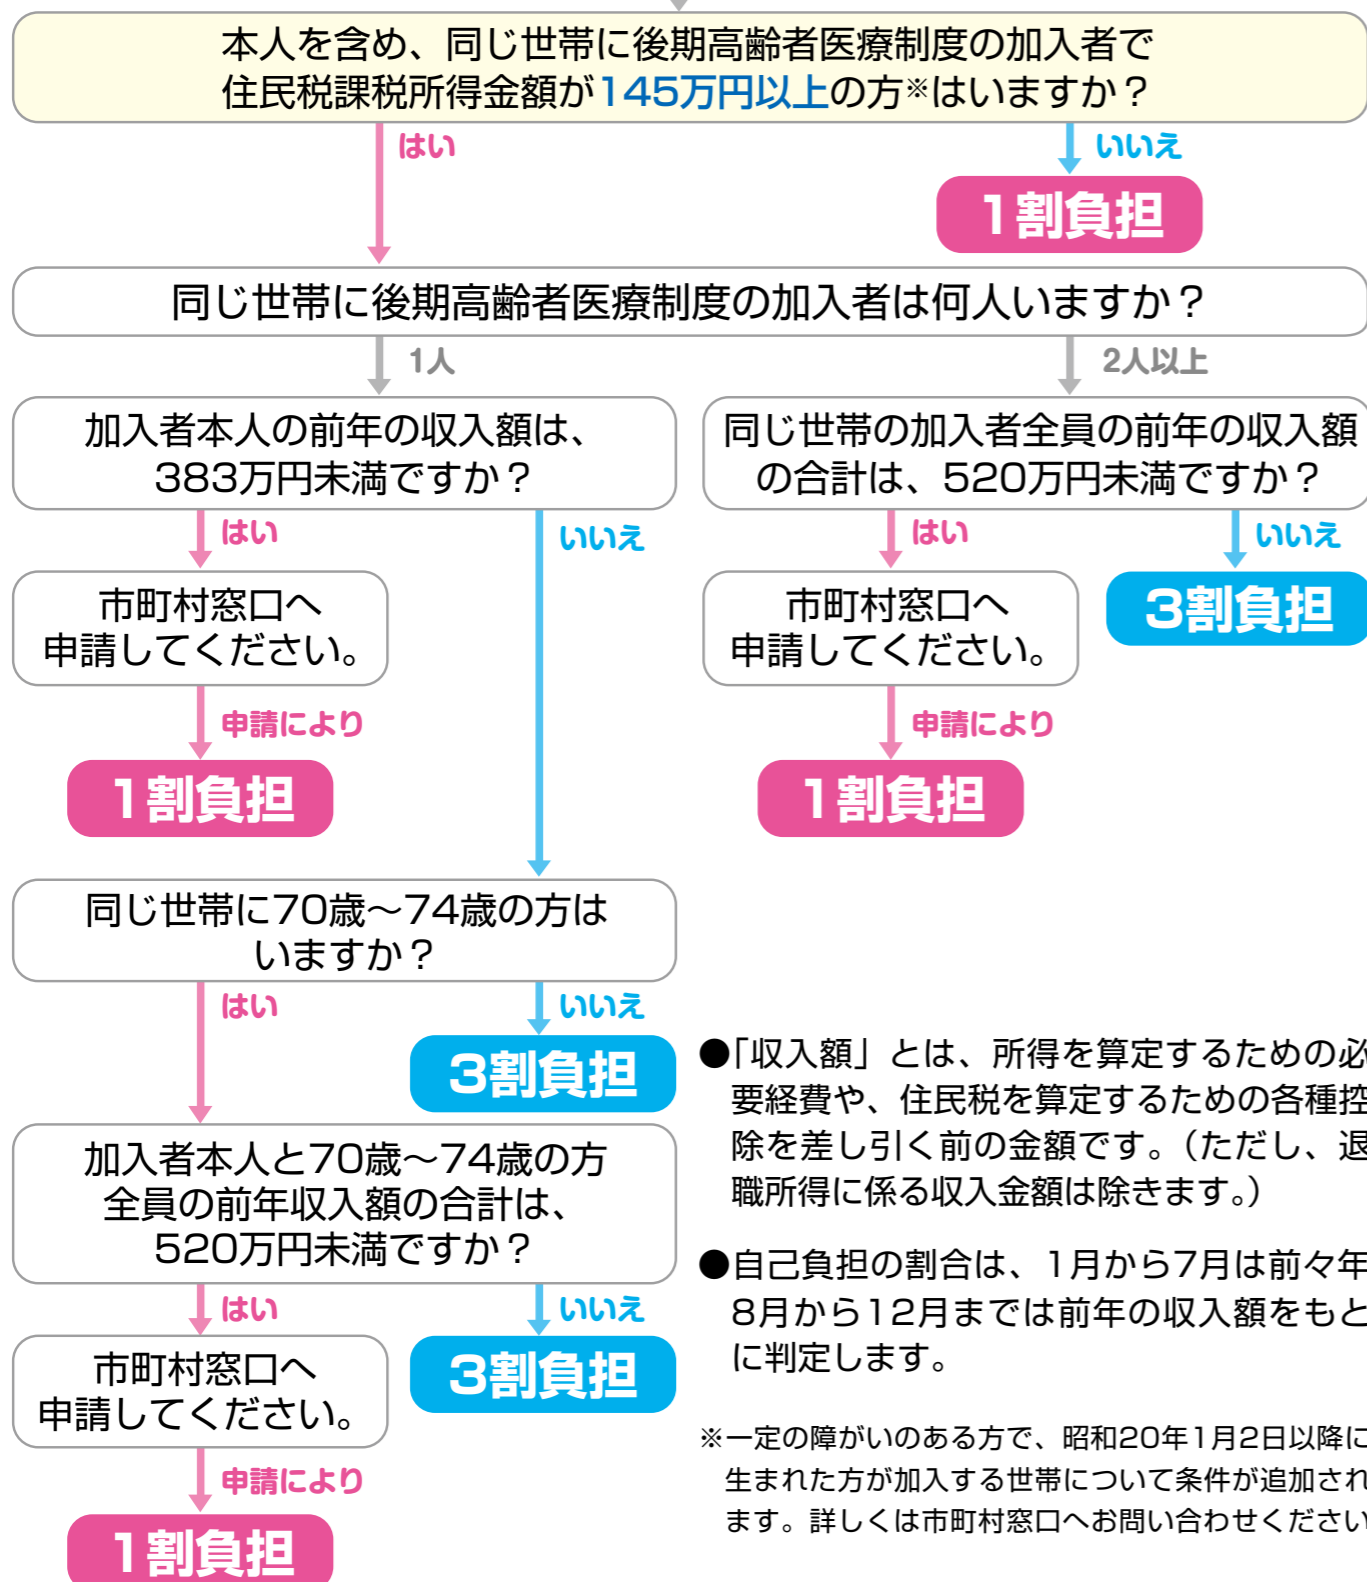 本人を含め、同じ世帯に後期高齢者医療制度の加入者で
住民税課税所得金額が145万円以上の方※はいますか？
はい
いいえ
1割負担
同じ世帯に後期高齢者医療制度の加入者は何人いますか？
1人
2人以上
加入者本人の前年の収入額は、
383万円未満ですか？
同じ世帯の加入者全員の前年の収入額
の合計は、520万円未満ですか？
はい
いいえ
はい
いいえ
市町村窓口へ
申請してください。
市町村窓口へ
申請してください。
3割負担
申請により
申請により
1割負担
1割負担
同じ世帯に70歳～74歳の方は
いますか？
はい
いいえ
3割負担
加入者本人と70歳～74歳の方
全員の前年収入額の合計は、
520万円未満ですか？
はい
いいえ
市町村窓口へ
申請してください。
3割負担
申請により
1割負担
●「収入額」とは、所得を算定するための必
要経費や、住民税を算定するための各種控
除を差し引く前の金額です。（ただし、退
職所得に係る収入金額は除きます。）
●自己負担の割合は、1月から7月は前々年
8月から12月までは前年の収入額をもと
に判定します。
※一定の障がいのある方で、昭和20年1月2日以降に
生まれた方が加入する世帯について条件が追加され
ます。詳しくは市町村窓口へお問い合わせください